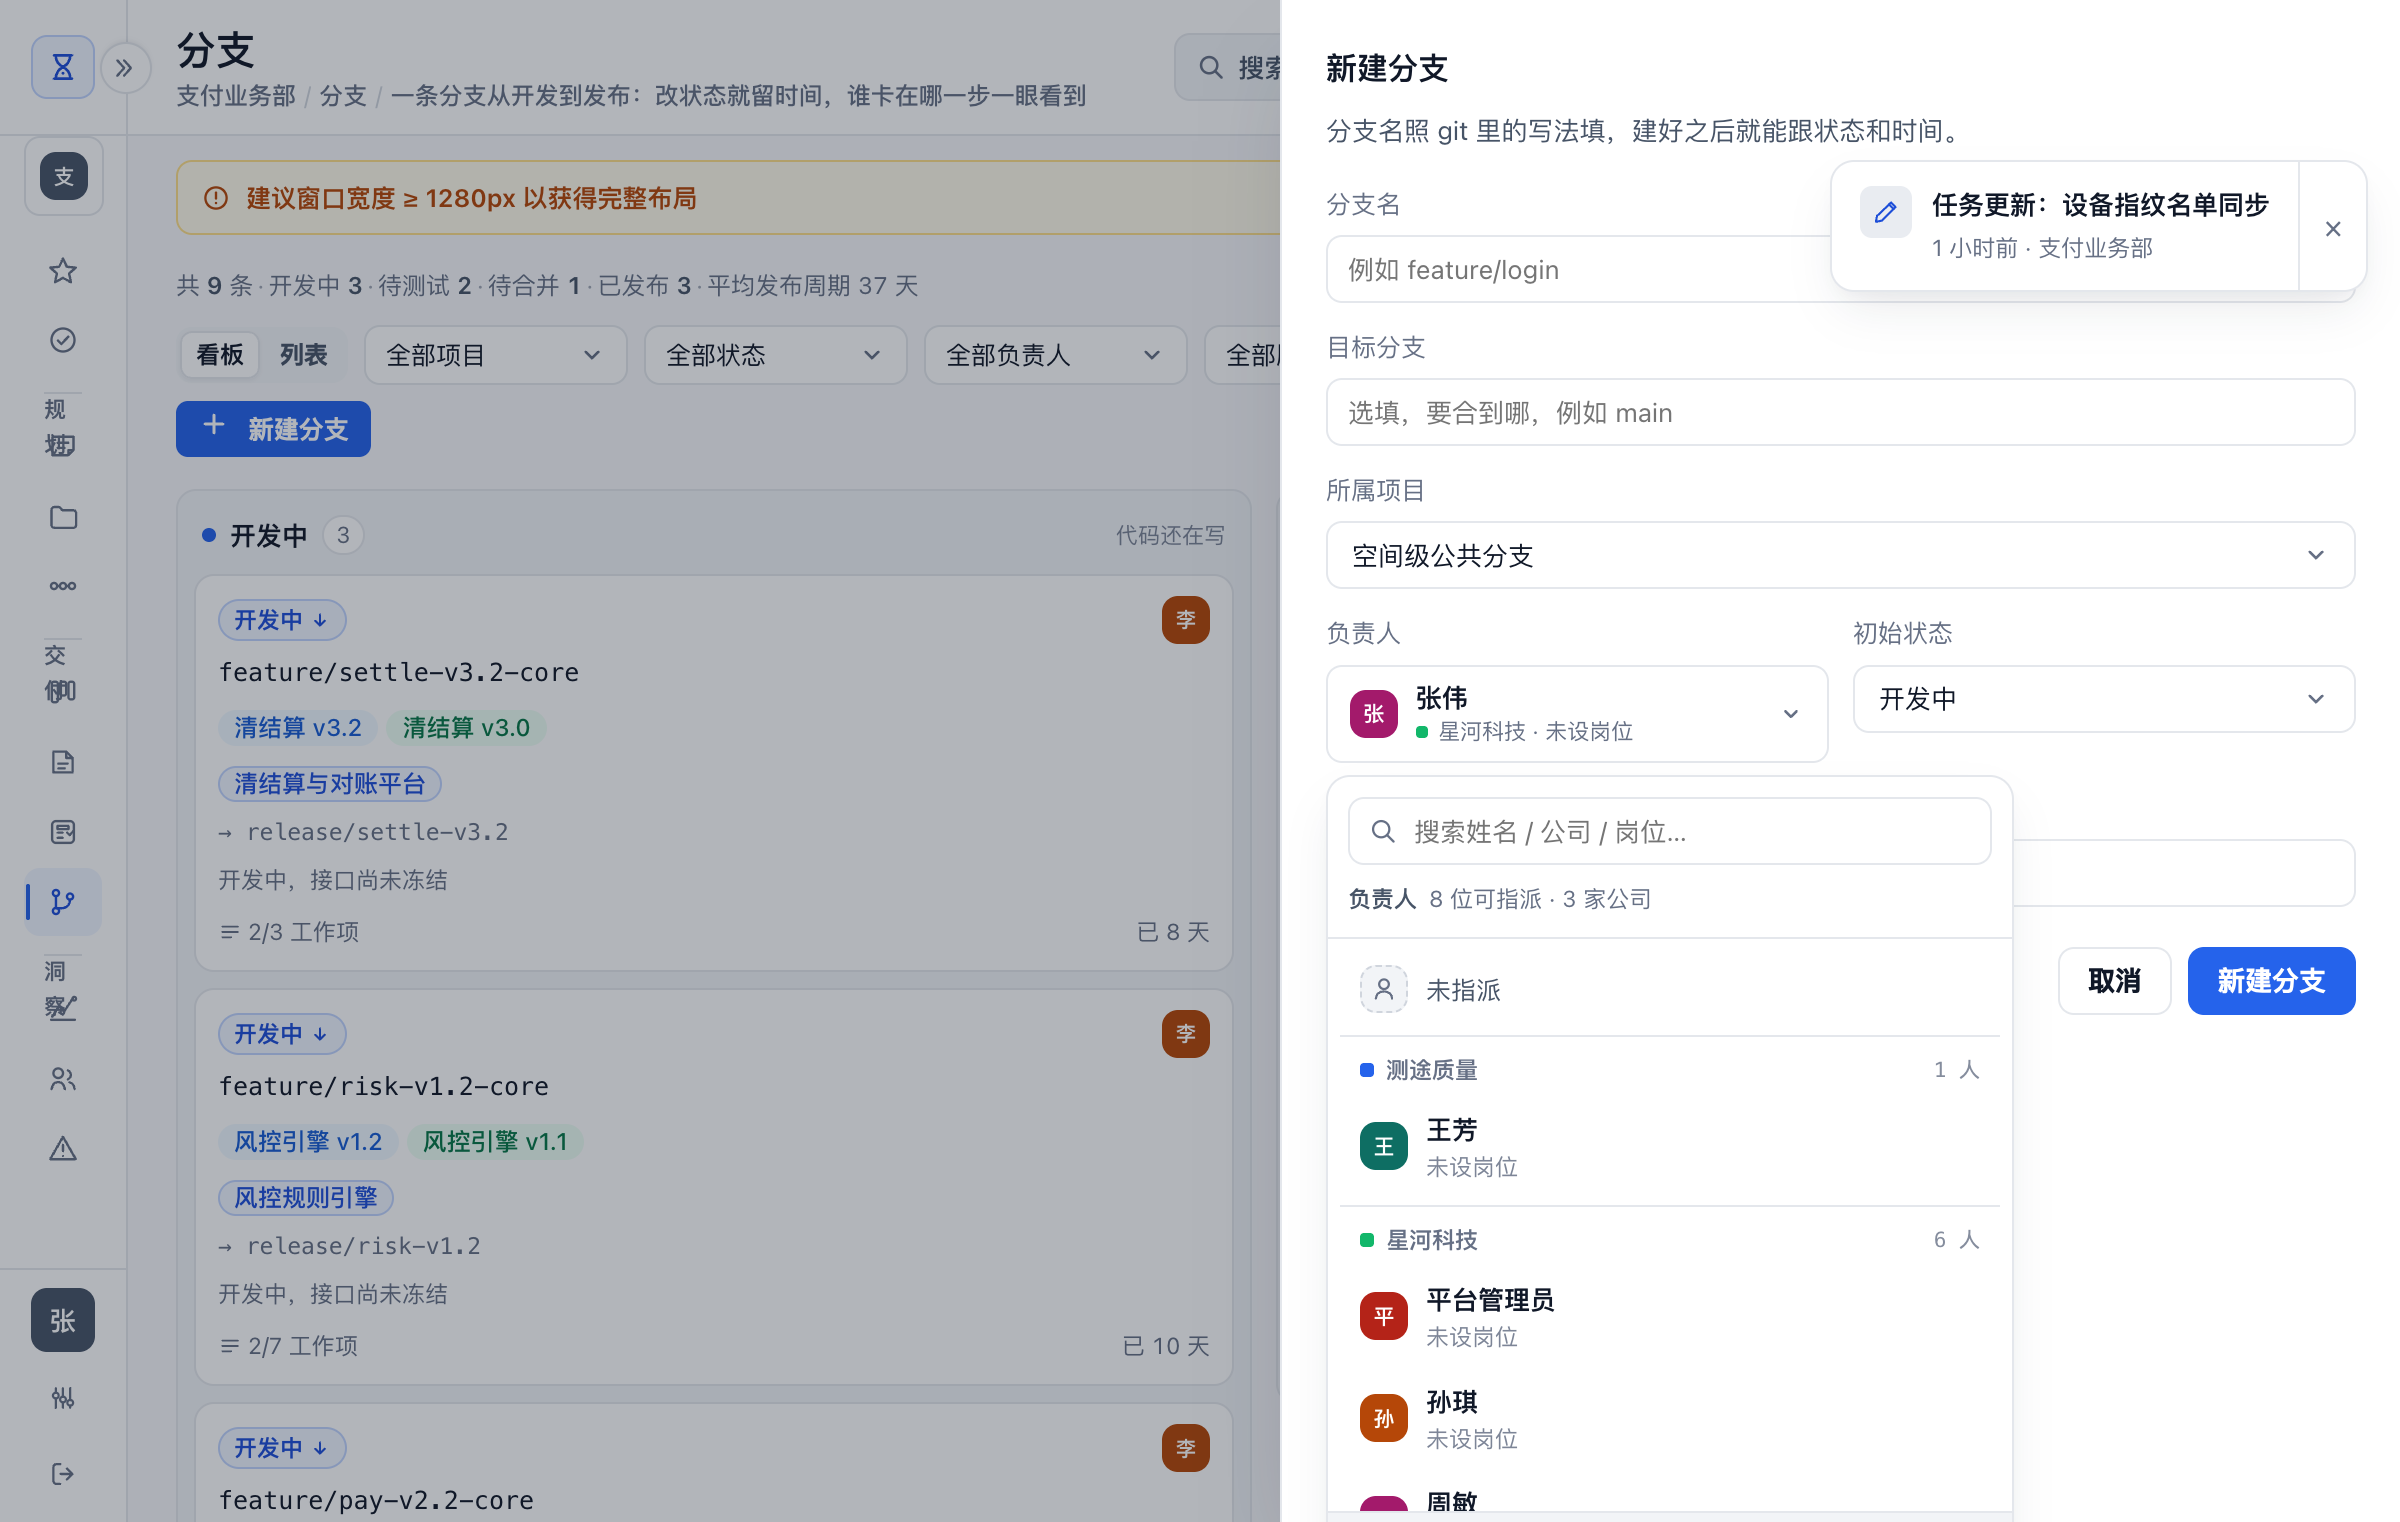 分支
支付业务部 / 分支 / 一条分支从开发到发布：改状态就留时间，谁卡在哪一步一眼看到
搜索
支
建议窗口宽度 ≥ 1280px 以获得完整布局
共 9 条 · 开发中 3 · 待测试 2 · 待合并 1 · 已发布 3 · 平均发布周期 37 天
看板 列表 全部项目 全部状态 全部负责人 全部
新建分支
规
划
交
付
洞
察
张
开发中 3 代码还在写
开发中 ↓ 李
feature/settle-v3.2-core
清结算 v3.2 清结算 v3.0
清结算与对账平台
→ release/settle-v3.2
开发中，接口尚未冻结
2/3 工作项 已 8 天
开发中 ↓ 李
feature/risk-v1.2-core
风控引擎 v1.2 风控引擎 v1.1
风控规则引擎
→ release/risk-v1.2
开发中，接口尚未冻结
2/7 工作项 已 10 天
开发中 ↓ 李
feature/pay-v2.2-core
新建分支
分支名照 git 里的写法填，建好之后就能跟状态和时间。
任务更新：设备指纹名单同步
1 小时前 · 支付业务部
分支名
例如 feature/login
目标分支
选填，要合到哪，例如 main
所属项目
空间级公共分支
负责人 初始状态
张 张伟
星河科技 · 未设岗位
开发中
搜索姓名 / 公司 / 岗位...
负责人 8 位可指派 · 3 家公司
未指派
取消 新建分支
测途质量 1 人
王 王芳
未设岗位
星河科技 6 人
平 平台管理员
未设岗位
孙 孙琪
未设岗位
周敏